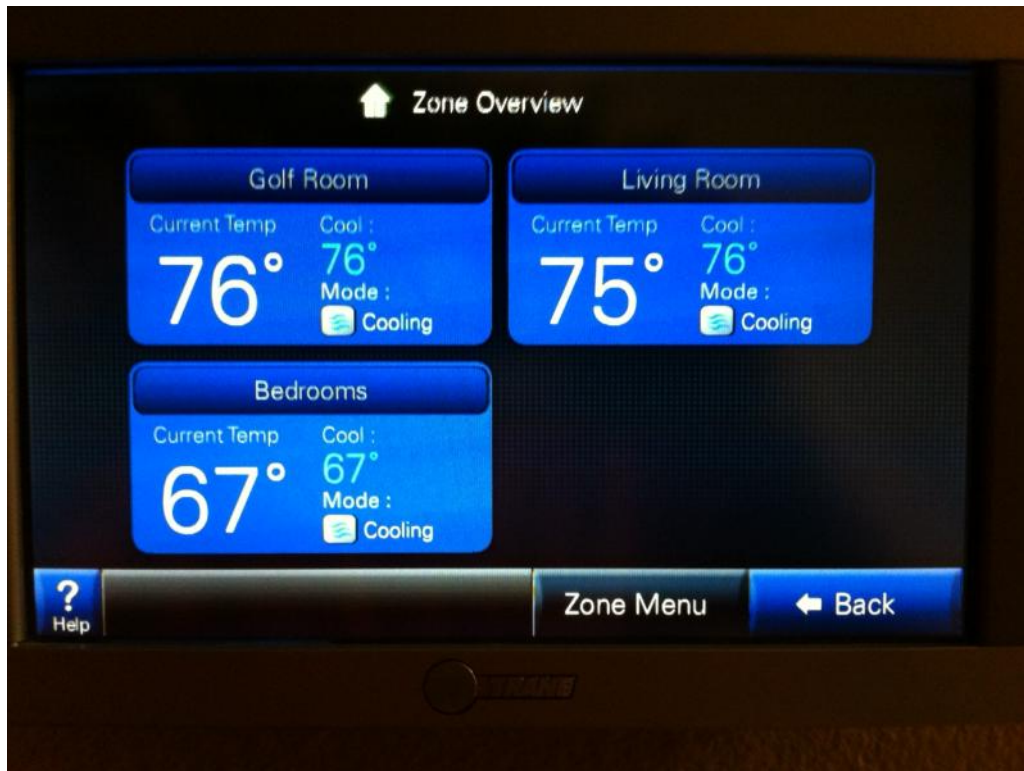 Zone Overview
Golf Room
Current Temp
Cool :
76°
76°
Mode :
Cooling
Living Room
Current Temp
Cool :
75°
76°
Mode :
Cooling
Bedrooms
Current Temp
Cool :
67°
67°
Mode :
Cooling
?
Help
Zone Menu
Back
TRANE